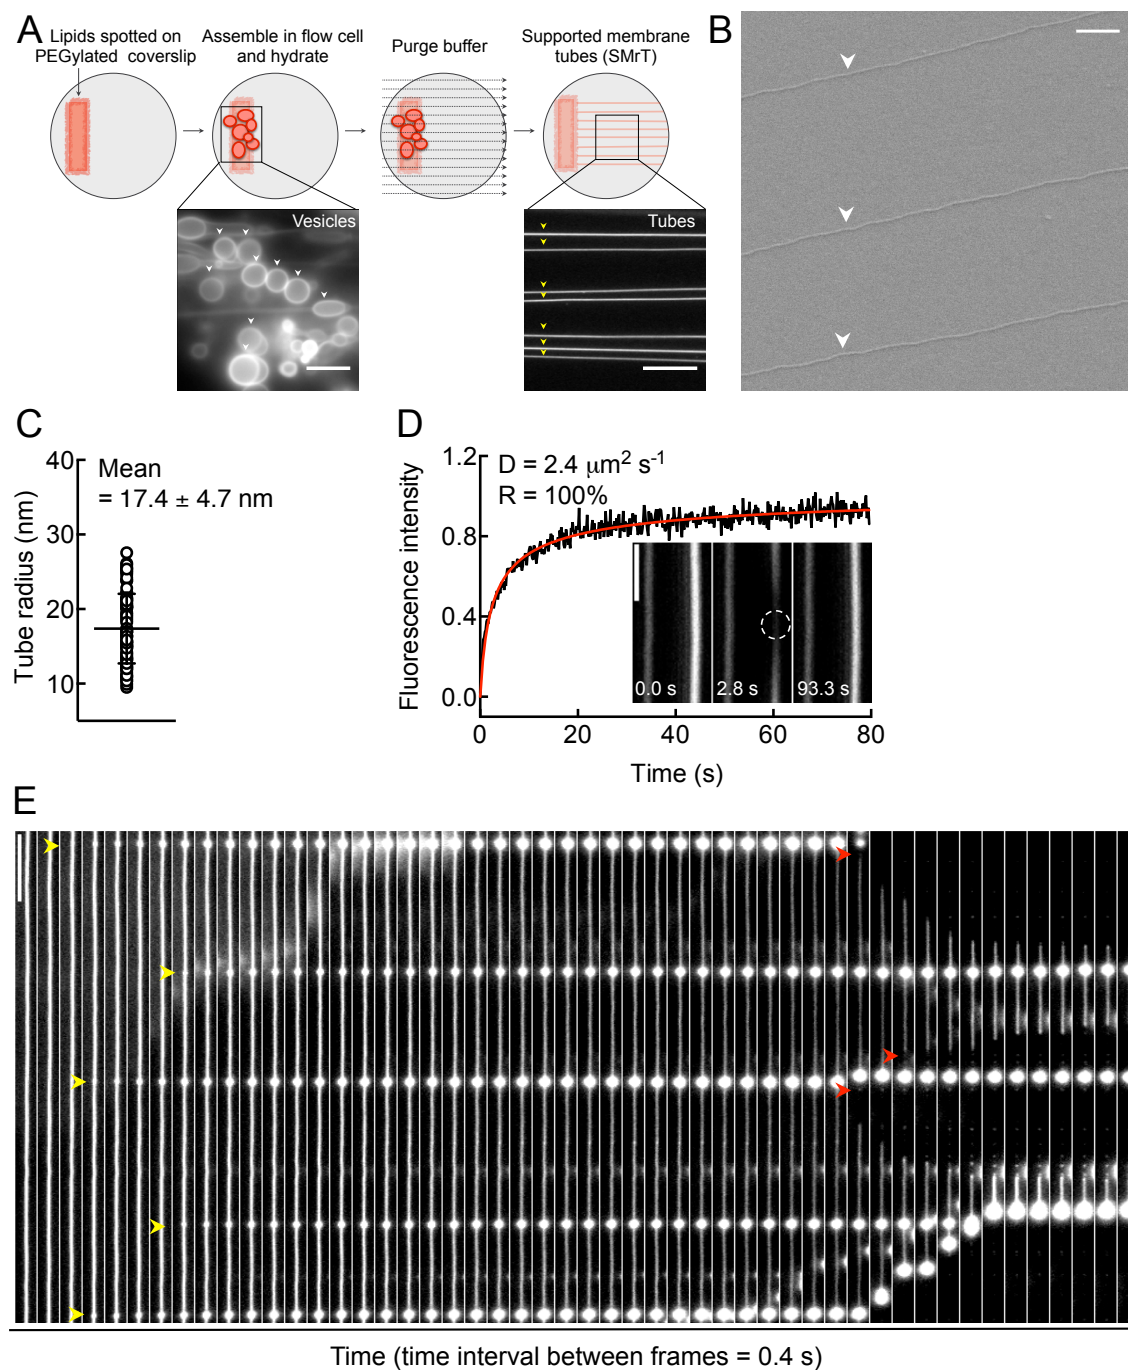 A
Lipids spotted on
PEGylated coverslip
Assemble in flow cell
and hydrate
Purge buffer
Supported membrane
tubes (SMrT)
Vesicles
Tubes
B
C
Mean
= 17.4 ± 4.7 nm
Tube radius (nm)
40
30
20
10
D
D = 2.4 μm² s⁻¹
R = 100%
Fluorescence intensity
1.2
0.8
0.4
0.0
0.0 s
2.8 s
93.3 s
0
20
40
60
80
Time (s)
E
Time (time interval between frames = 0.4 s)